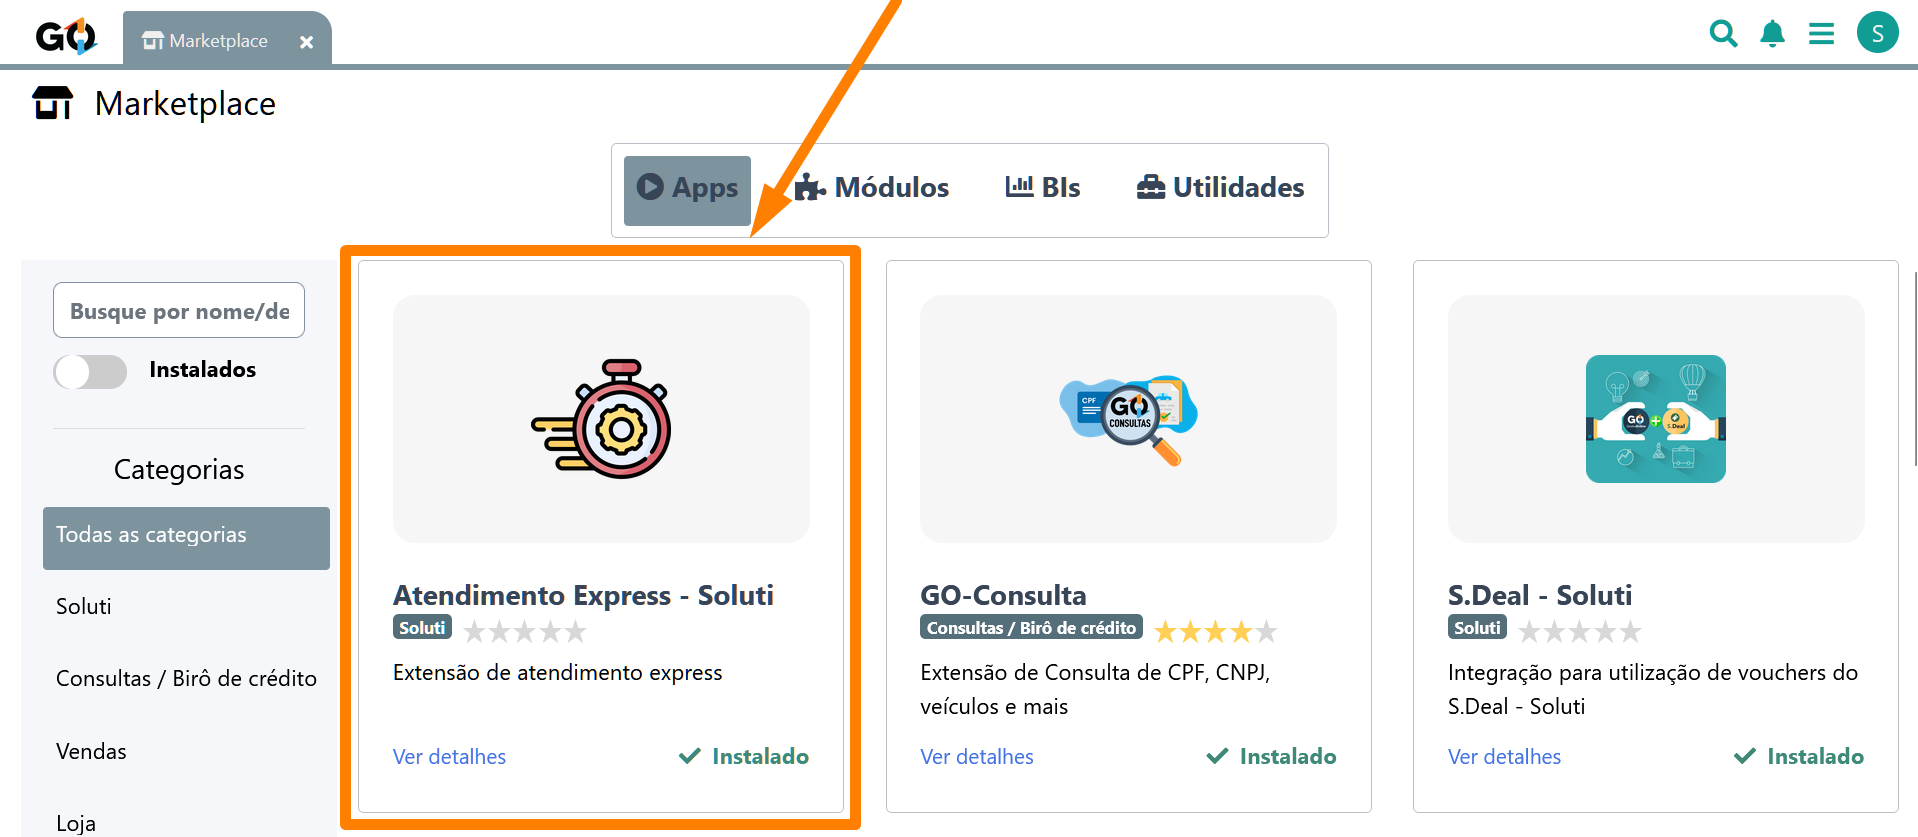 GO
Marketplace
S
Marketplace
Apps
Módulos
BIs
Utilidades
Busque por nome/de
Instalados
Categorias
Todas as categorias
Soluti
Consultas / Birô de crédito
Vendas
Loja
Atendimento Express - Soluti
Soluti
Extensão de atendimento express
Ver detalhes
Instalado
CPF
GO
CONSULTAS
GO-Consulta
Consultas / Birô de crédito
Extensão de Consulta de CPF, CNPJ,
veículos e mais
Ver detalhes
Instalado
GO
S.Deal
S.Deal - Soluti
Soluti
Integração para utilização de vouchers do
S.Deal - Soluti
Ver detalhes
Instalado